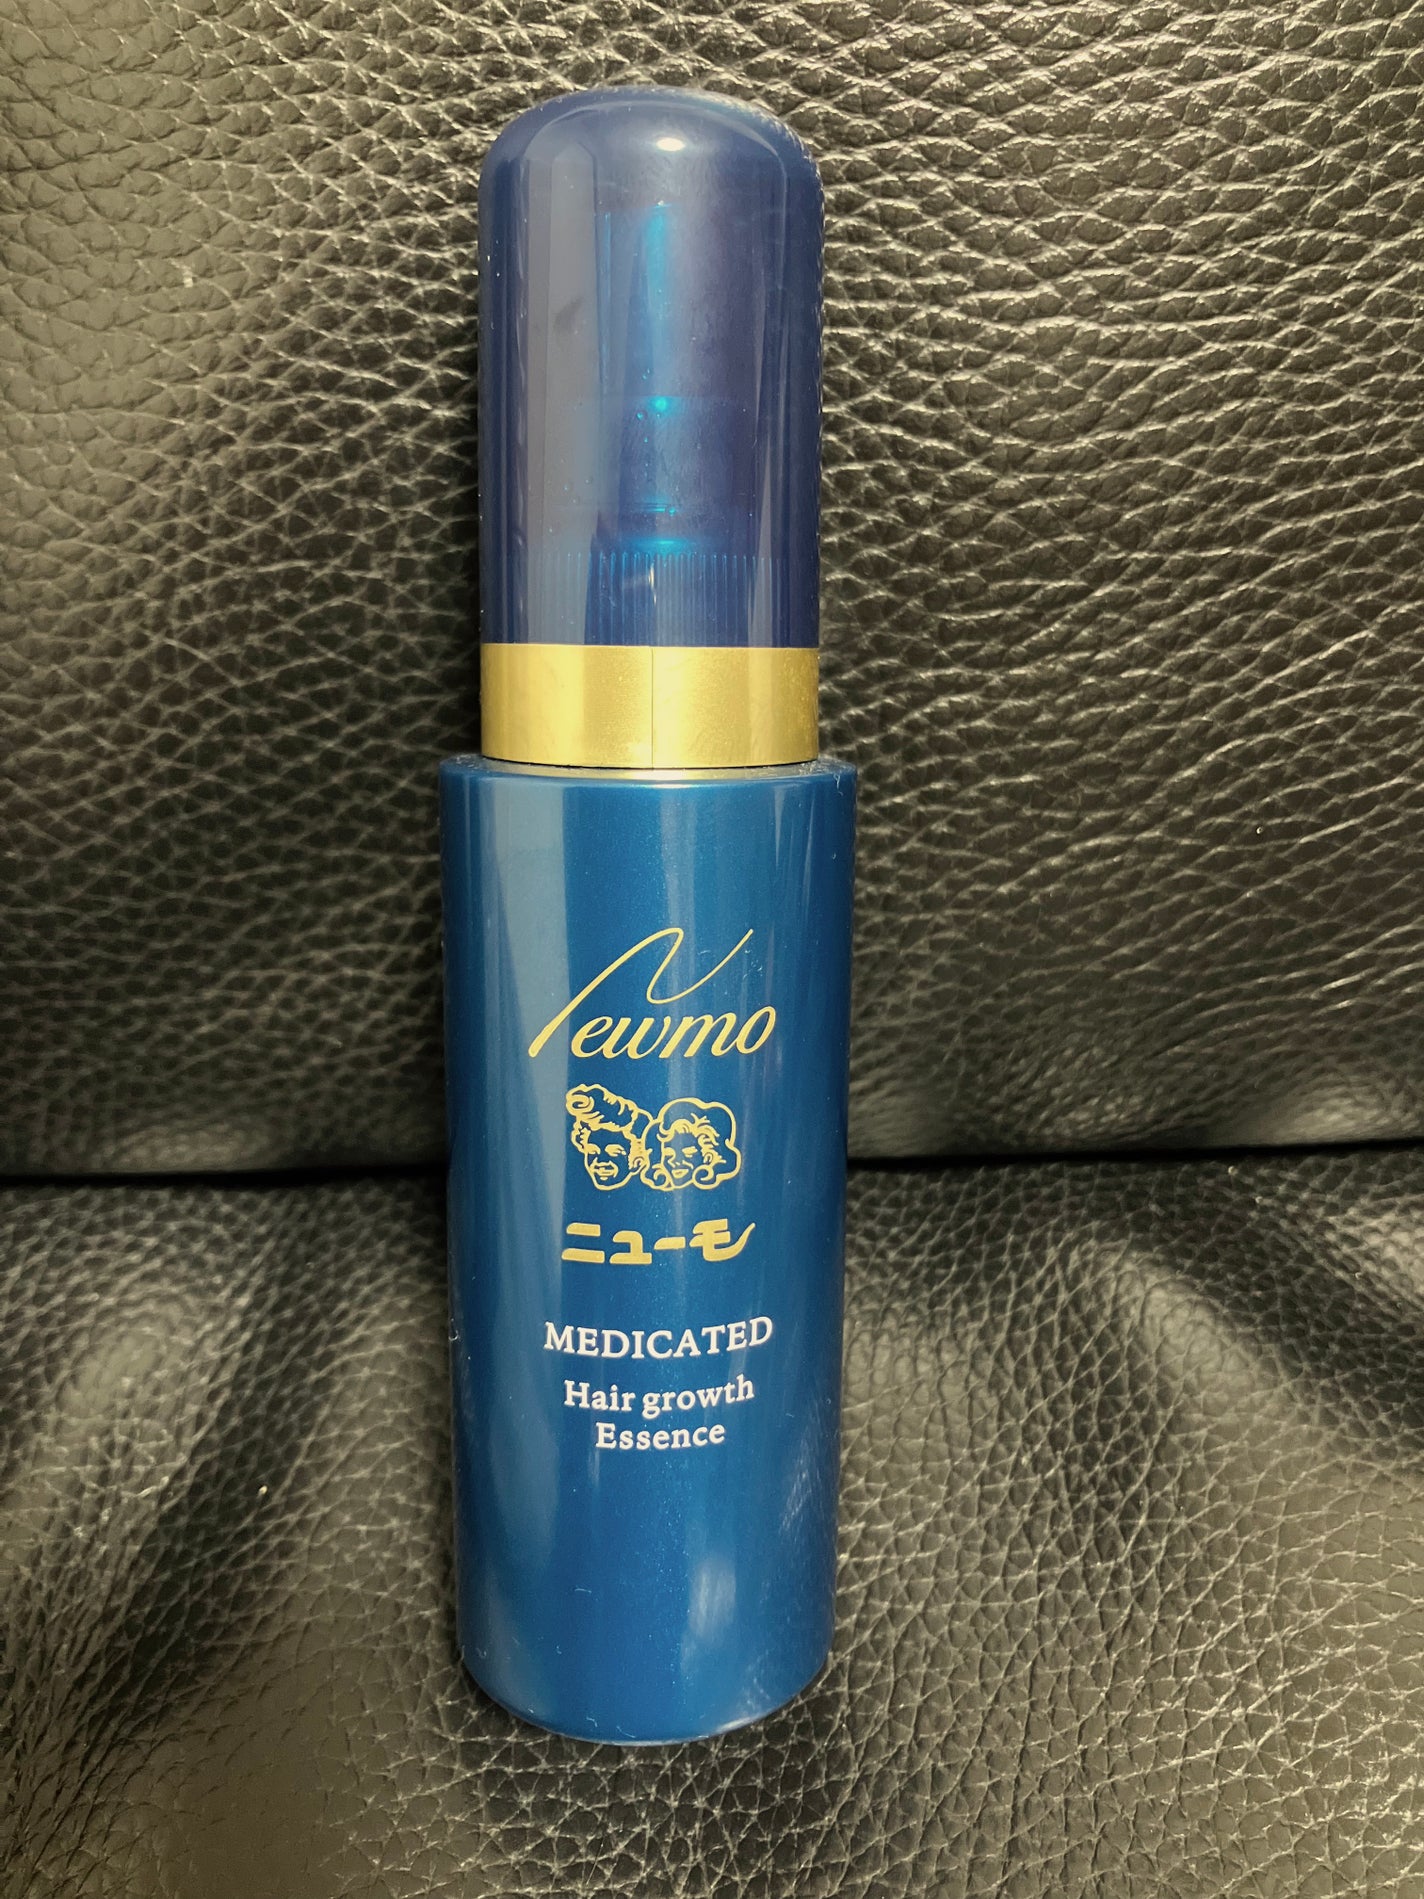 Newmo
ニューモ
MEDICATED
Hair growth
Essence